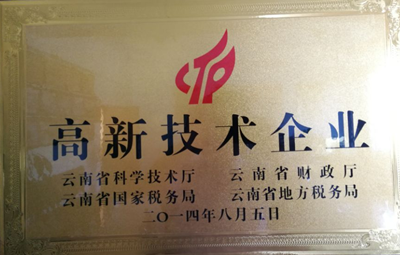 高新技术企业
云南省科学技术厅 云南省财政厅
云南省国家税务局 云南省地方税务局
二〇一四年八月五日